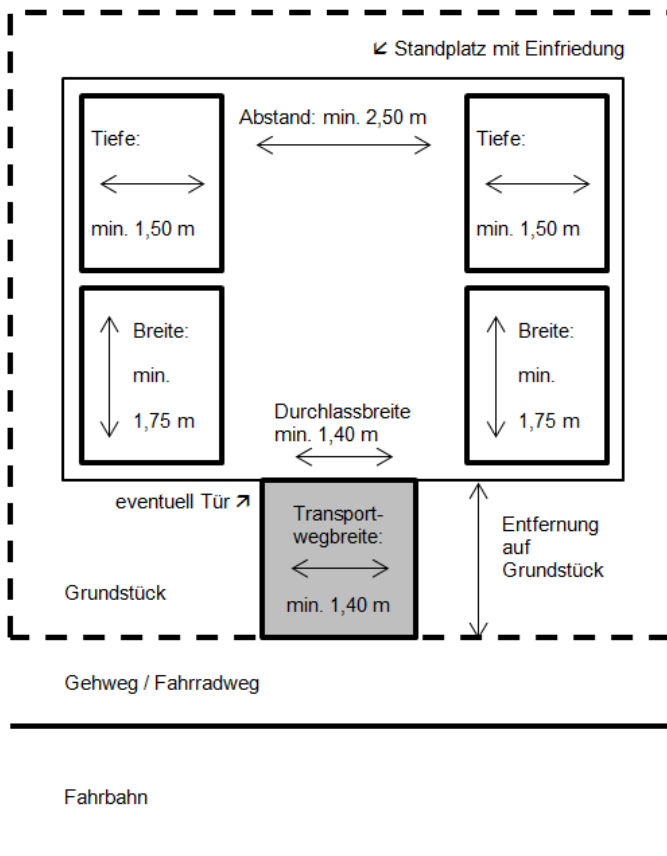 ↙ Standplatz mit Einfriedung
Abstand: min. 2,50 m
Tiefe:
min. 1,50 m
Tiefe:
min. 1,50 m
Breite:
min.
1,75 m
Breite:
min.
1,75 m
Durchlassbreite
min. 1,40 m
eventuell Tür ↗
Transport-
wegbreite:
min. 1,40 m
Entfernung
auf
Grundstück
Grundstück
Gehweg / Fahrradweg
Fahrbahn